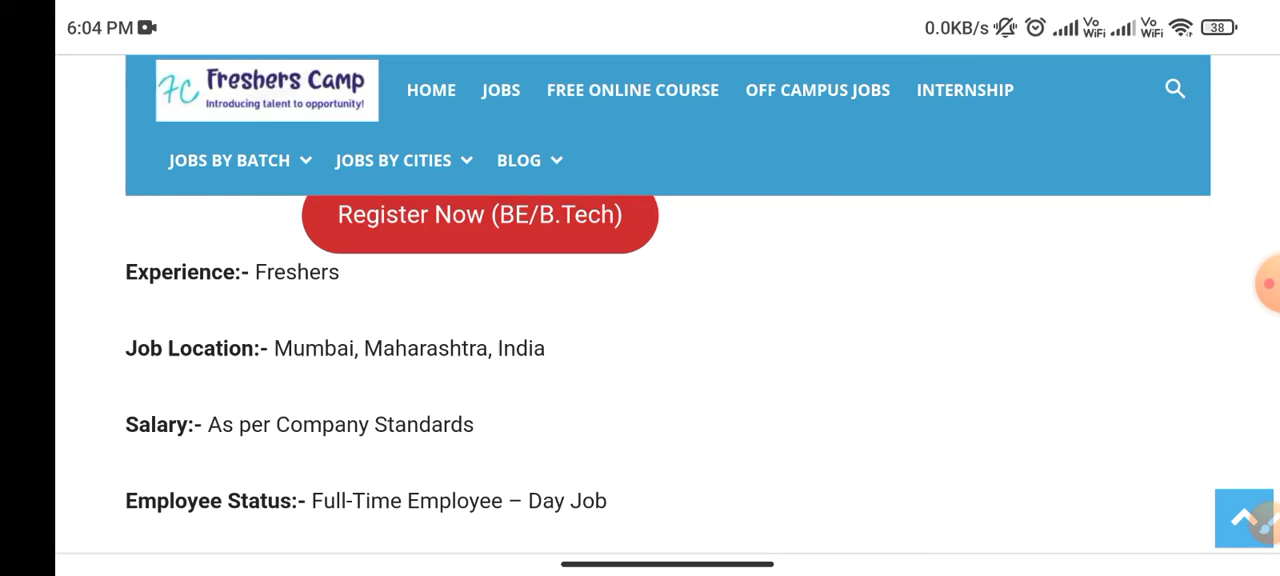 6:04 PM 0.0KB/s Vo WiFi Vo WiFi 38
FC Freshers Camp
Introducing talent to opportunity!
HOME JOBS FREE ONLINE COURSE OFF CAMPUS JOBS INTERNSHIP
JOBS BY BATCH JOBS BY CITIES BLOG
Register Now (BE/B.Tech)
Experience:- Freshers
Job Location:- Mumbai, Maharashtra, India
Salary:- As per Company Standards
Employee Status:- Full-Time Employee – Day Job